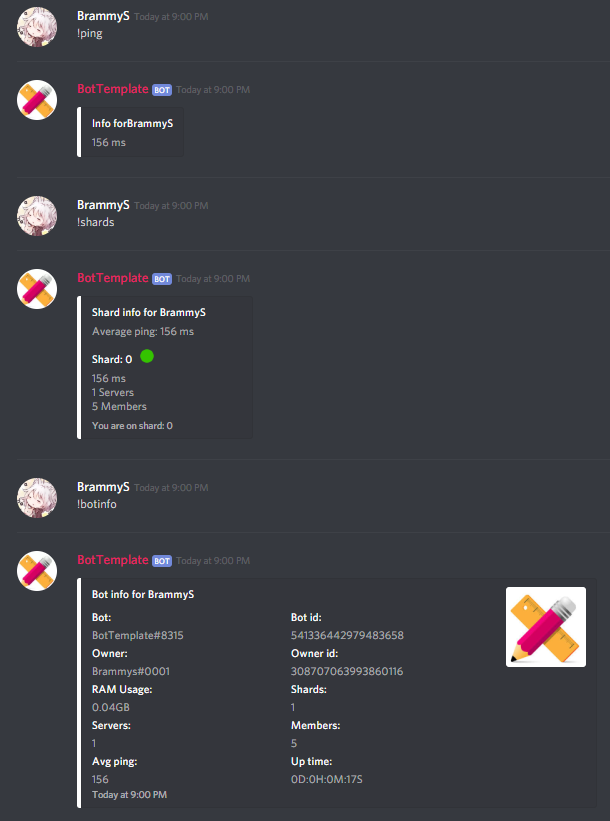 BrammyS Today at 9:00 PM
!ping
BotTemplate BOT Today at 9:00 PM
Info forBrammyS
156 ms
BrammyS Today at 9:00 PM
!shards
BotTemplate BOT Today at 9:00 PM
Shard info for BrammyS
Average ping: 156 ms
Shard: 0
156 ms
1 Servers
5 Members
You are on shard: 0
BrammyS Today at 9:00 PM
!botinfo
BotTemplate BOT Today at 9:00 PM
Bot info for BrammyS
Bot: Bot id:
BotTemplate#8315 541336442979483658
Owner: Owner id:
Brammys#0001 308707063993860116
RAM Usage: Shards:
0.04GB 1
Servers: Members:
1 5
Avg ping: Up time:
156 0D:0H:0M:17S
Today at 9:00 PM